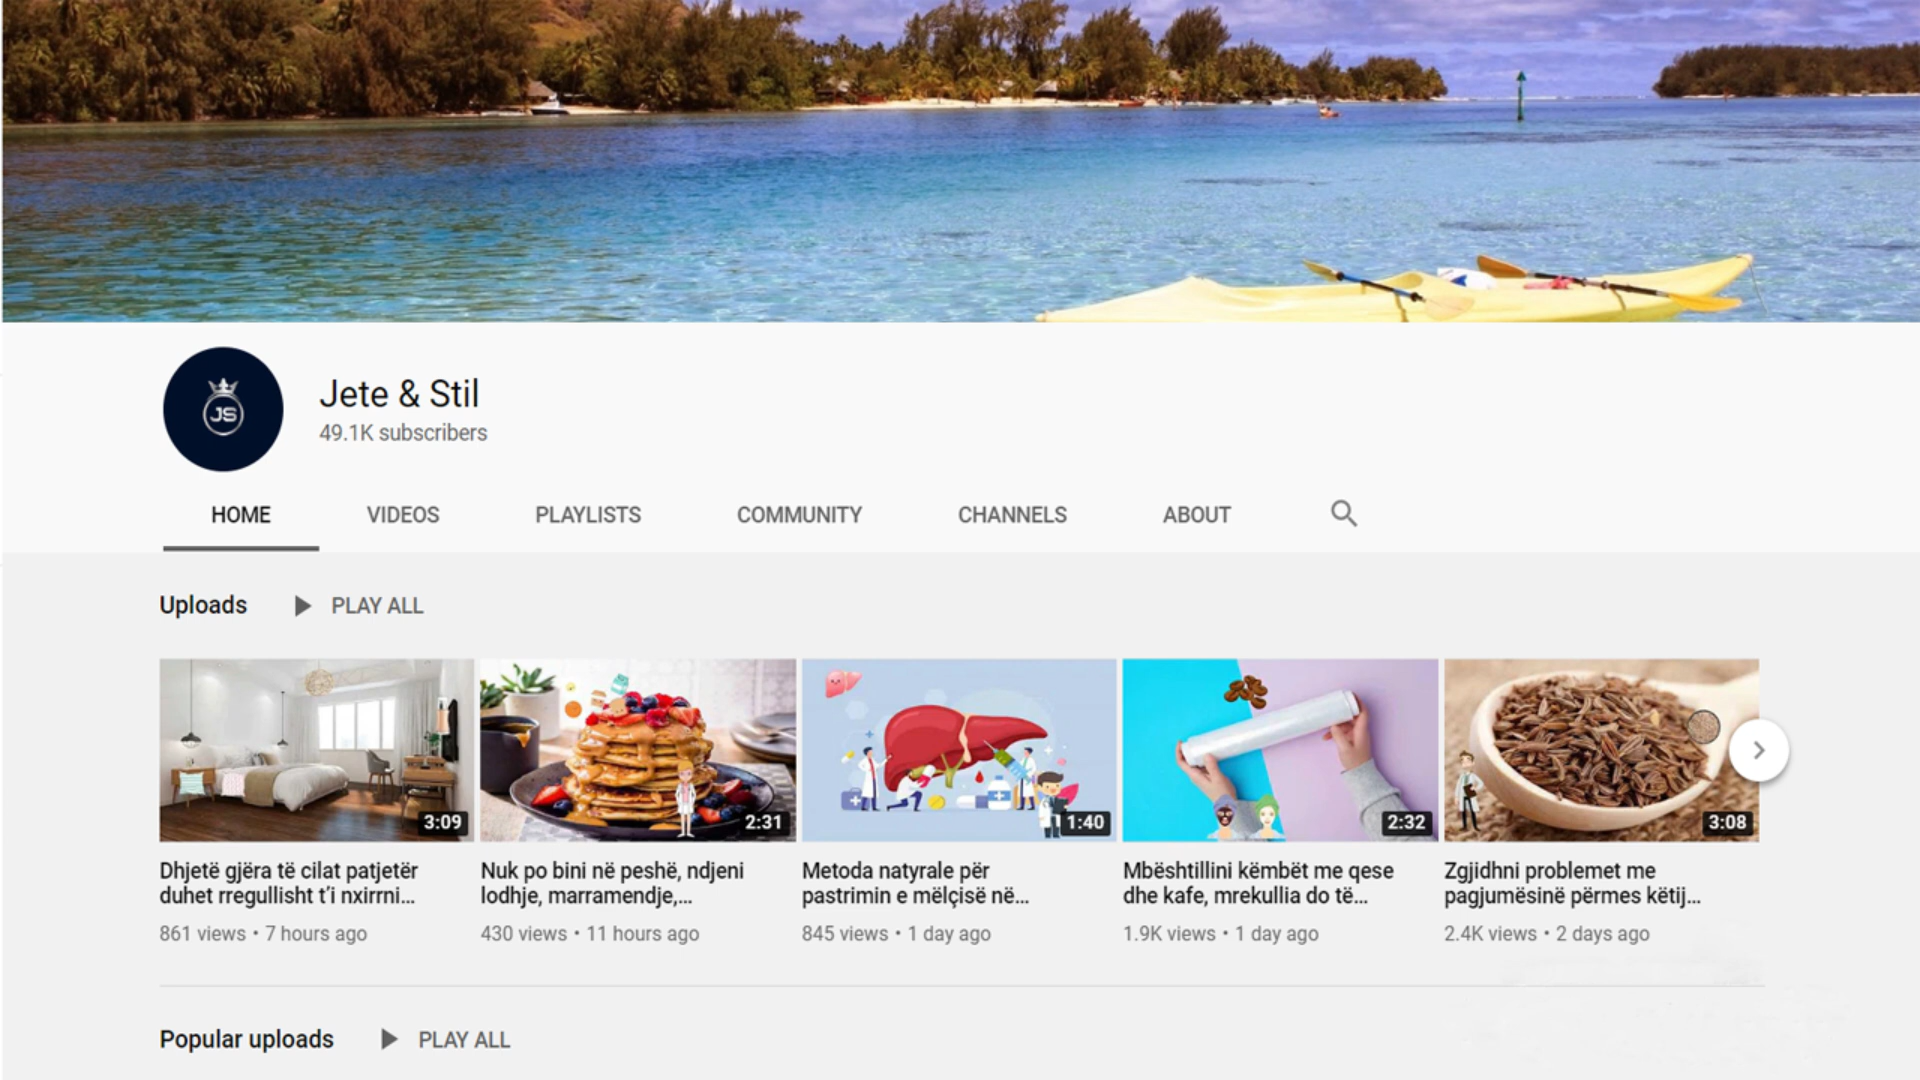 JS
Jete & Stil
49.1K subscribers
HOME VIDEOS PLAYLISTS COMMUNITY CHANNELS ABOUT
Uploads PLAY ALL
3:09 2:31 1:40 2:32 3:08
Dhjetë gjëra të cilat patjetër
duhet rregullisht t’i nxirrni...
861 views • 7 hours ago
Nuk po bini në peshë, ndjeni
lodhje, marramendje,...
430 views • 11 hours ago
Metoda natyrale për
pastrimin e mëlçisë në...
845 views • 1 day ago
Mbështillini këmbët me qese
dhe kafe, mrekullia do të...
1.9K views • 1 day ago
Zgjidhni problemet me
pagjumësinë përmes këtij...
2.4K views • 2 days ago
Popular uploads PLAY ALL